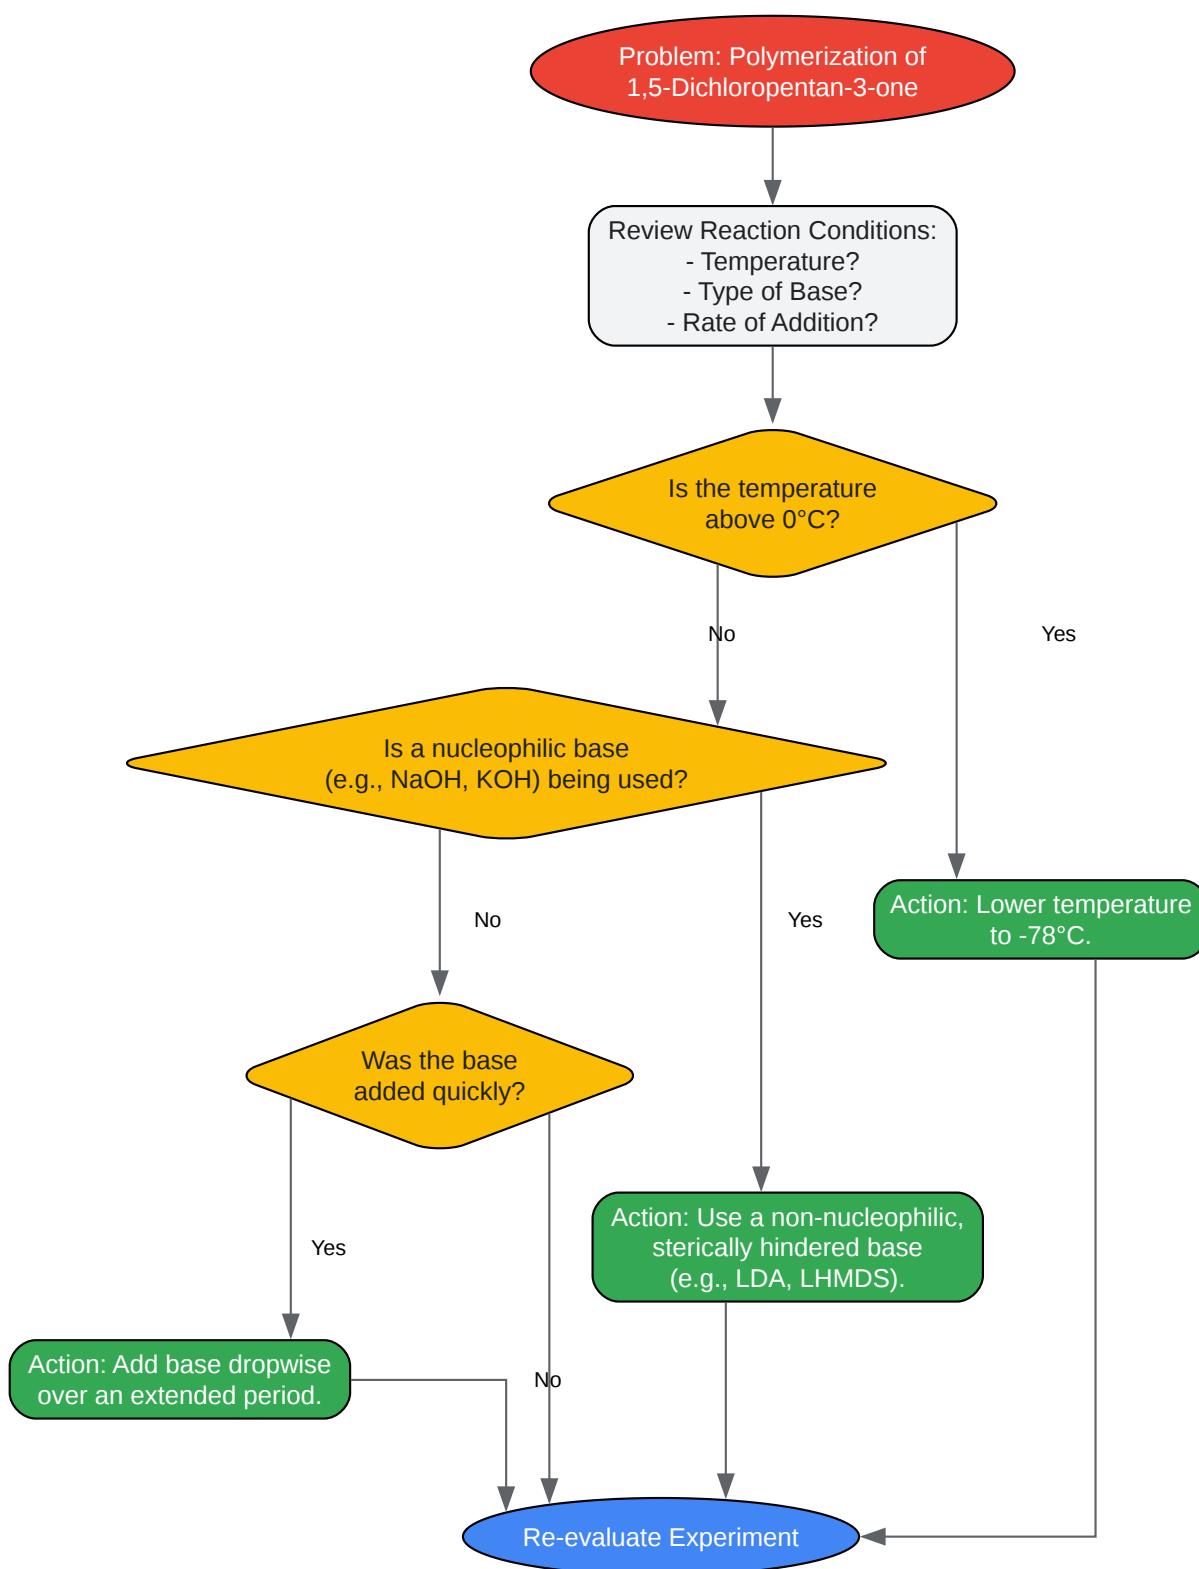 Problem: Polymerization of
1,5-Dichloropentan-3-one
Review Reaction Conditions:
- Temperature?
- Type of Base?
- Rate of Addition?
Is the temperature
above 0°C?
No
Yes
Is a nucleophilic base
(e.g., NaOH, KOH) being used?
No
Yes
Action: Lower temperature
to -78°C.
Was the base
added quickly?
Yes
Action: Use a non-nucleophilic,
sterically hindered base
(e.g., LDA, LHMDS).
Action: Add base dropwise
over an extended period.
No
Re-evaluate Experiment